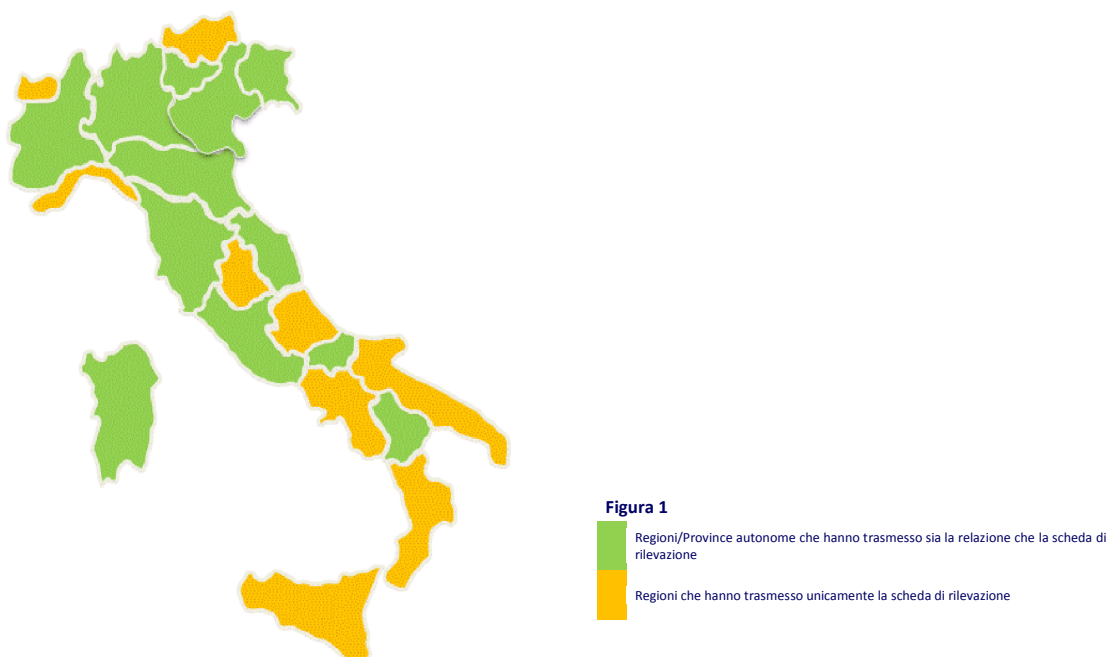 Figura 1
Regioni/Province autonome che hanno trasmesso sia la relazione che la scheda di
rilevazione
Regioni che hanno trasmesso unicamente la scheda di rilevazione